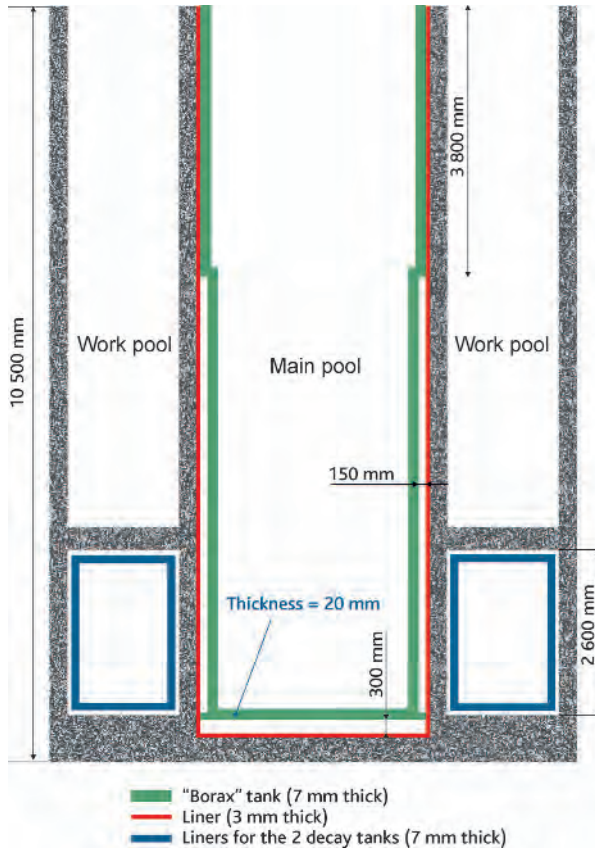 3 800 mm
10 500 mm
Work pool
Main pool
Work pool
150 mm
Thickness = 20 mm
300 mm
2 600 mm
"Borax" tank (7 mm thick)
Liner (3 mm thick)
Liners for the 2 decay tanks (7 mm thick)